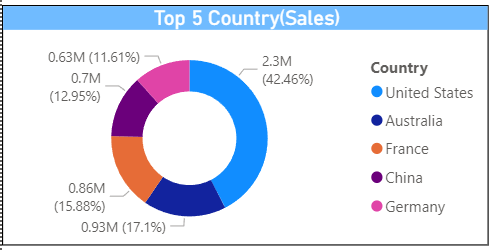 Top 5 Country(Sales)
0.63M (11.61%)
2.3M
(42.46%)
0.7M
(12.95%)
0.86M
(15.88%)
0.93M (17.1%)
Country
United States
Australia
France
China
Germany